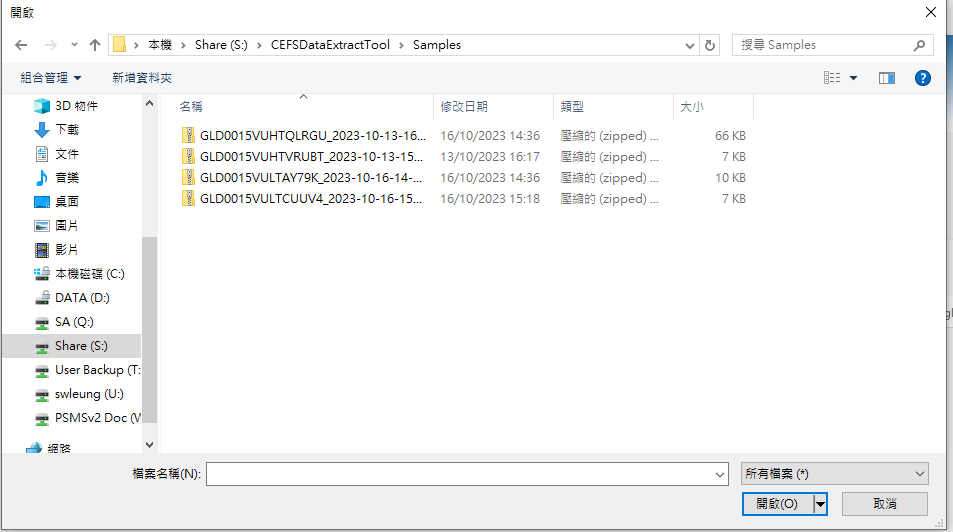 開啟
本機 > Share (S:) > CEFSDataExtractTool > Samples
搜尋 Samples
組合管理
新增資料夾
名稱 修改日期 類型 大小
GLD0015VUHTQLRGU_2023-10-13-16... 16/10/2023 14:36 壓縮的 (zipped) ... 66 KB
GLD0015VUHTVRUBT_2023-10-13-15... 13/10/2023 16:17 壓縮的 (zipped) ... 7 KB
GLD0015VULTAY79K_2023-10-16-14-... 16/10/2023 14:36 壓縮的 (zipped) ... 10 KB
GLD0015VULTCUUV4_2023-10-16-15... 16/10/2023 15:18 壓縮的 (zipped) ... 7 KB
3D 物件
下載
文件
音樂
桌面
圖片
影片
本機磁碟 (C:)
DATA (D:)
SA (Q:)
Share (S:)
User Backup (T:
swleung (U:)
PSMSv2 Doc (V
網路
檔案名稱(N):
所有檔案 (*)
開啟(O)
取消